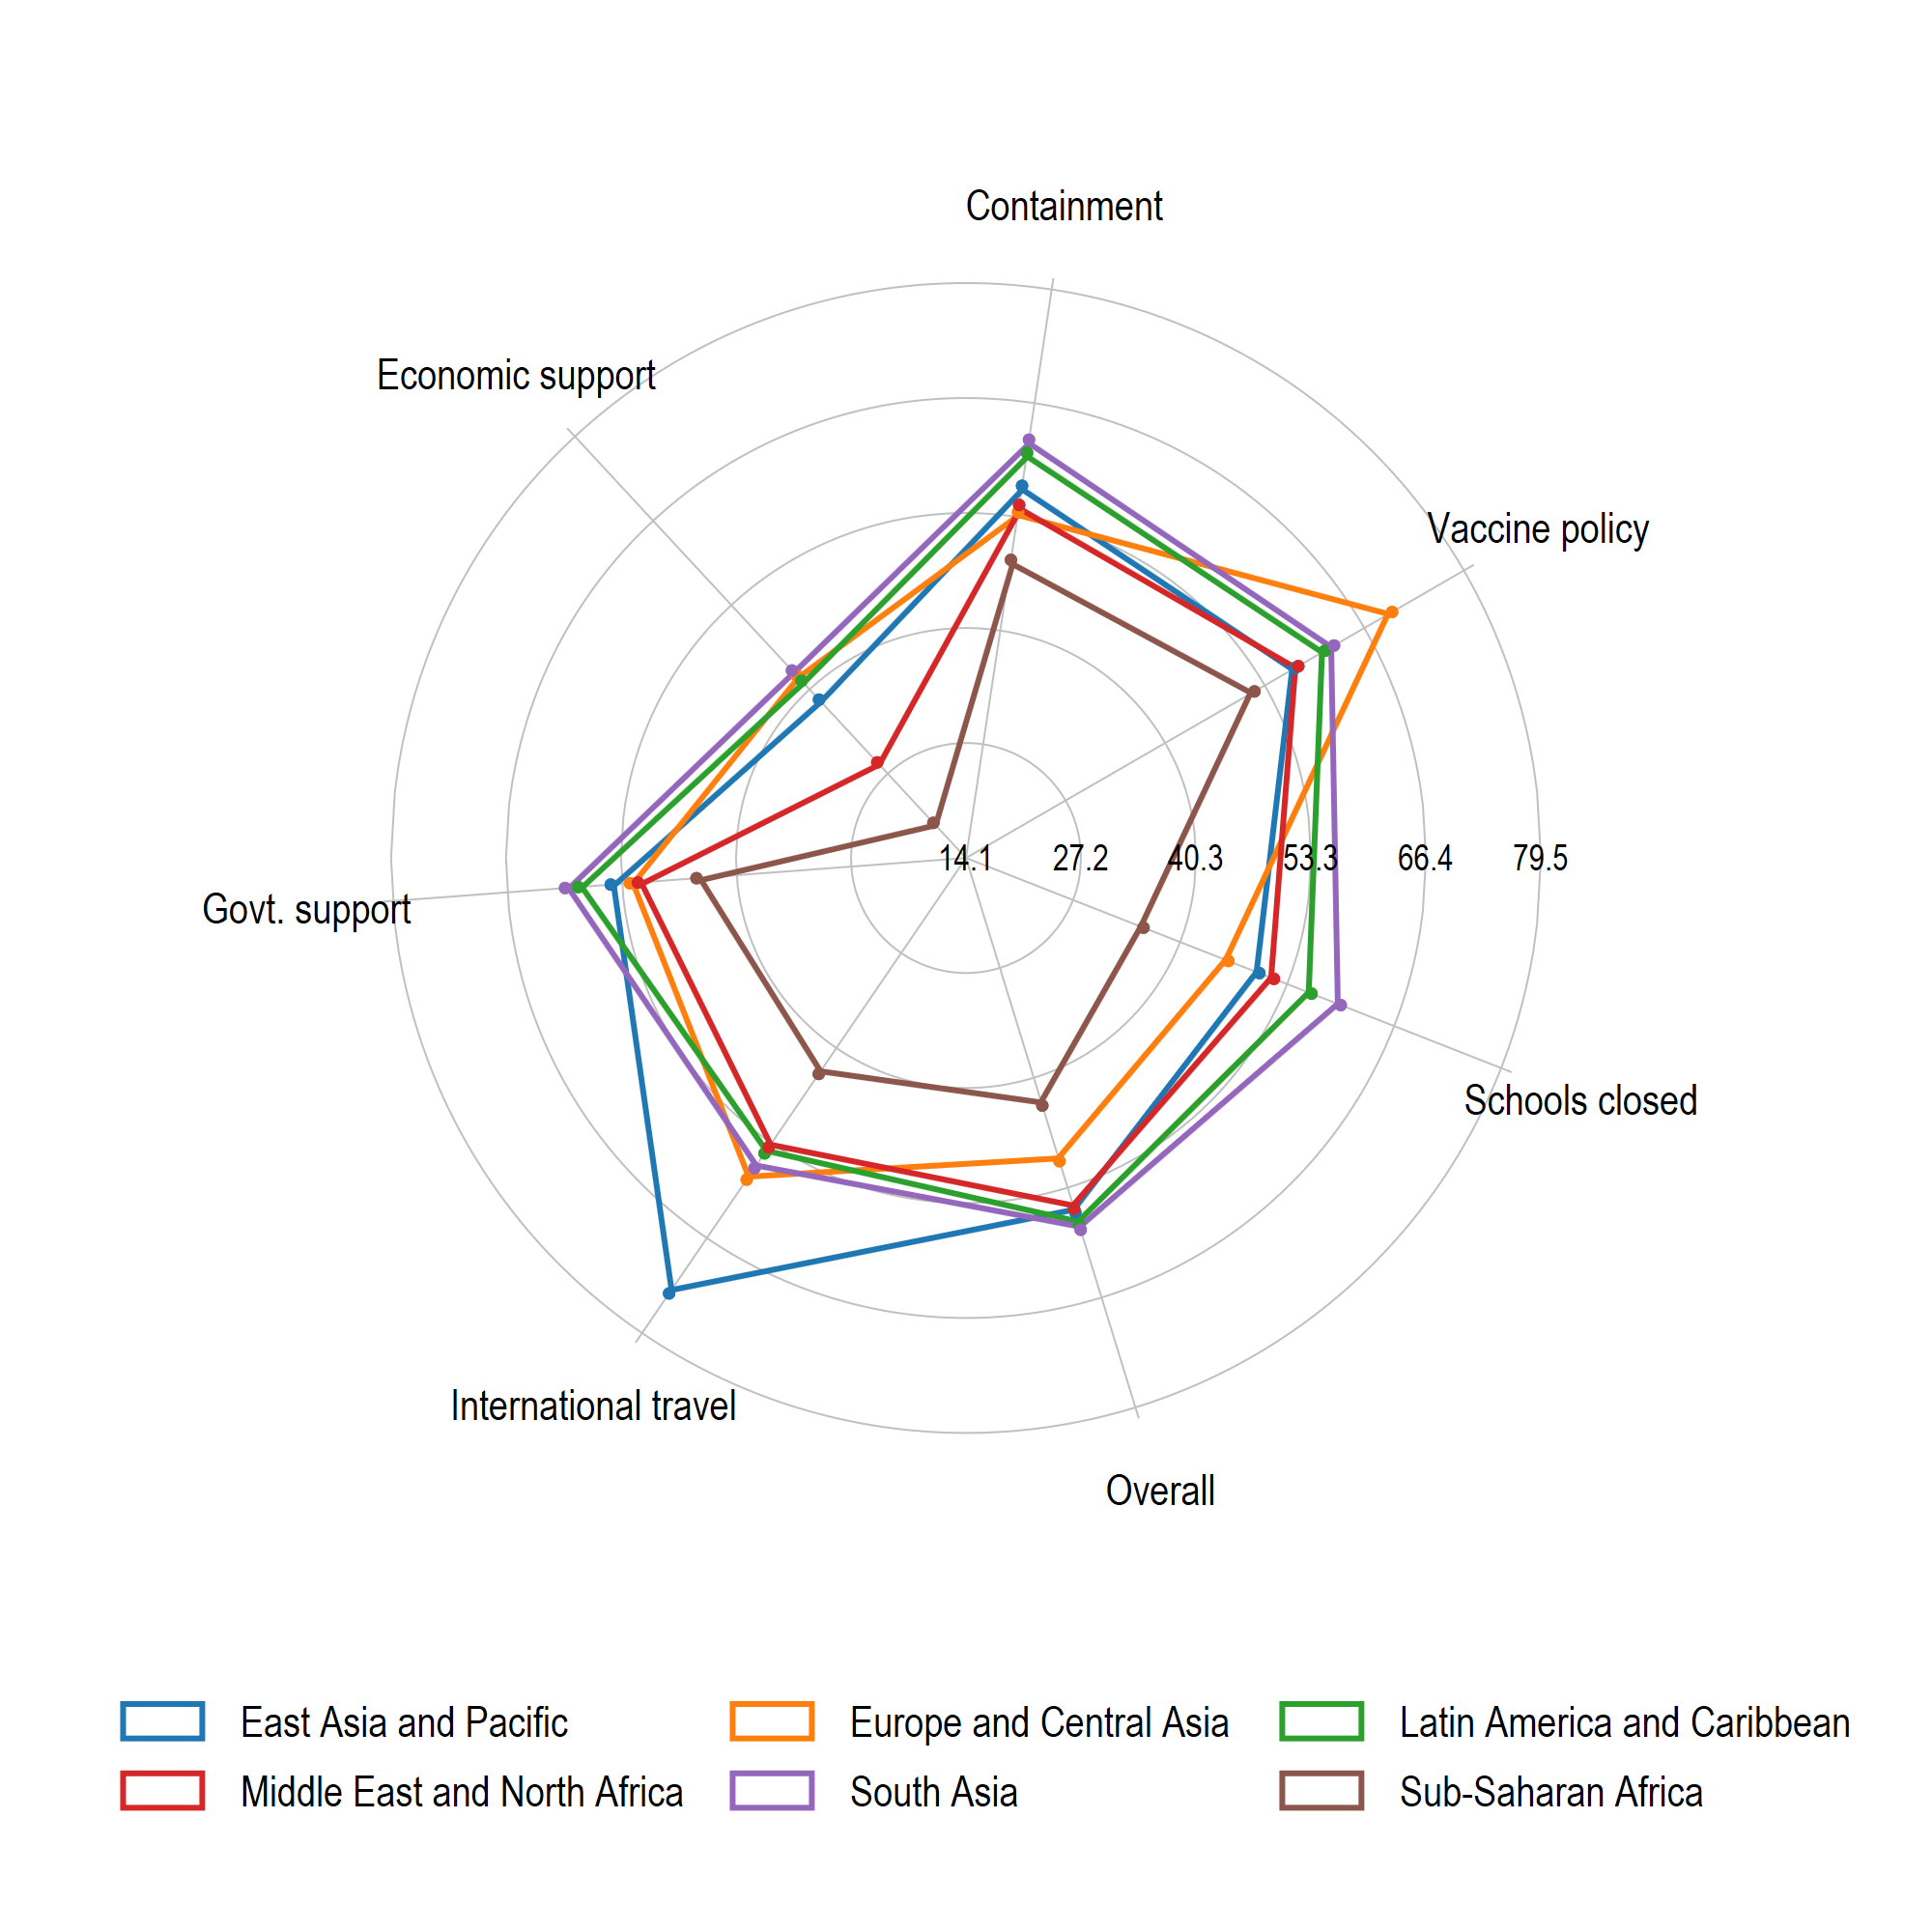 Containment
Economic support
Vaccine policy
14.1 27.2 40.3 53.3 66.4 79.5
Govt. support
Schools closed
International travel
Overall
East Asia and Pacific
Europe and Central Asia
Latin America and Caribbean
Middle East and North Africa
South Asia
Sub-Saharan Africa